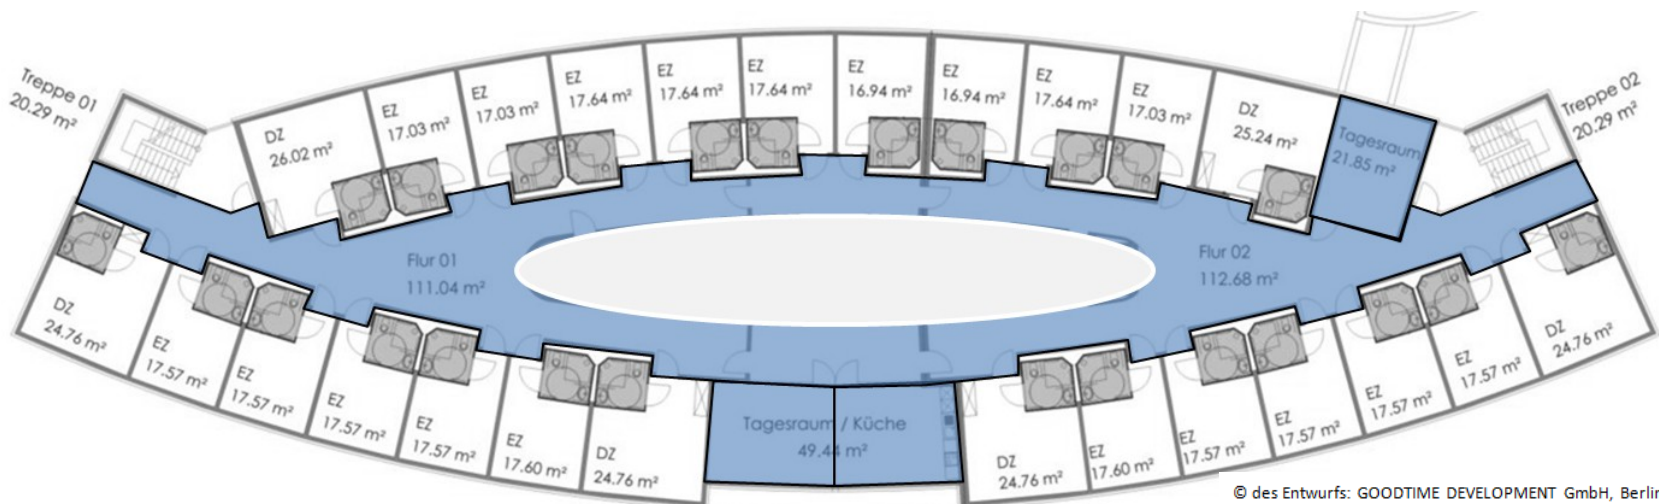 Treppe 01
20.29 m²
DZ
26.02 m²
EZ
17.03 m²
EZ
17.03 m²
EZ
17.64 m²
EZ
17.64 m²
EZ
17.64 m²
EZ
16.94 m²
EZ
16.94 m²
EZ
17.64 m²
EZ
17.03 m²
DZ
25.24 m²
Tagesraum
21.85 m²
Treppe 02
20.29 m²
Flur 01
111.04 m²
Flur 02
112.68 m²
DZ
24.76 m²
EZ
17.57 m²
EZ
17.57 m²
EZ
17.57 m²
EZ
17.57 m²
EZ
17.60 m²
DZ
24.76 m²
Tagesraum / Küche
49.44 m²
DZ
24.76 m²
EZ
17.60 m²
EZ
17.57 m²
EZ
17.57 m²
EZ
17.57 m²
EZ
17.57 m²
DZ
24.76 m²
© des Entwurfs: GOODTIME DEVELOPMENT GmbH, Berlin